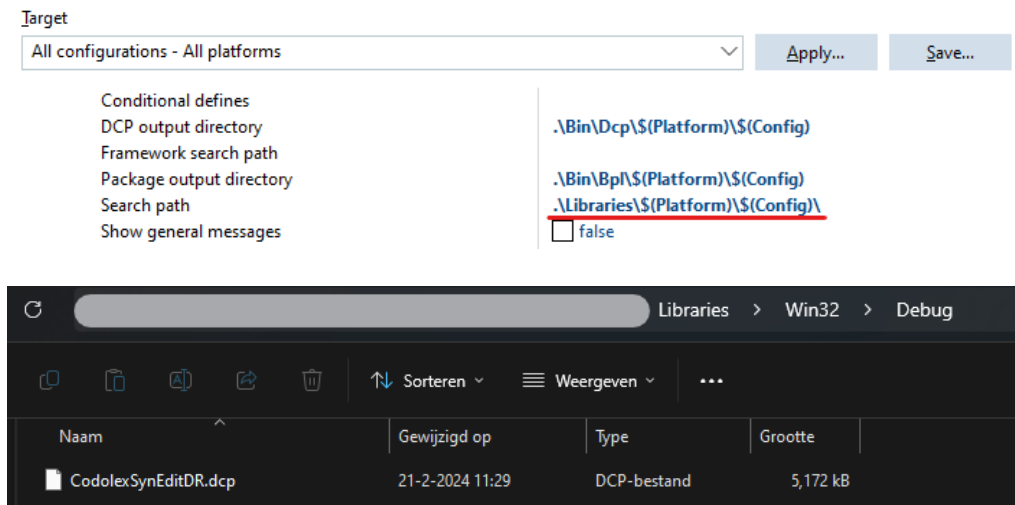 Target
All configurations - All platforms
Apply...
Save...
Conditional defines
DCP output directory .\Bin\Dcp\$(Platform)\$(Config)
Framework search path
Package output directory .\Bin\Bpl\$(Platform)\$(Config)
Search path .\Libraries\$(Platform)\$(Config)\
Show general messages false
Libraries > Win32 > Debug
Sorteren Weergeven ...
Naam Gewijzigd op Type Grootte
CodolexSynEditDR.dcp 21-2-2024 11:29 DCP-bestand 5,172 kB